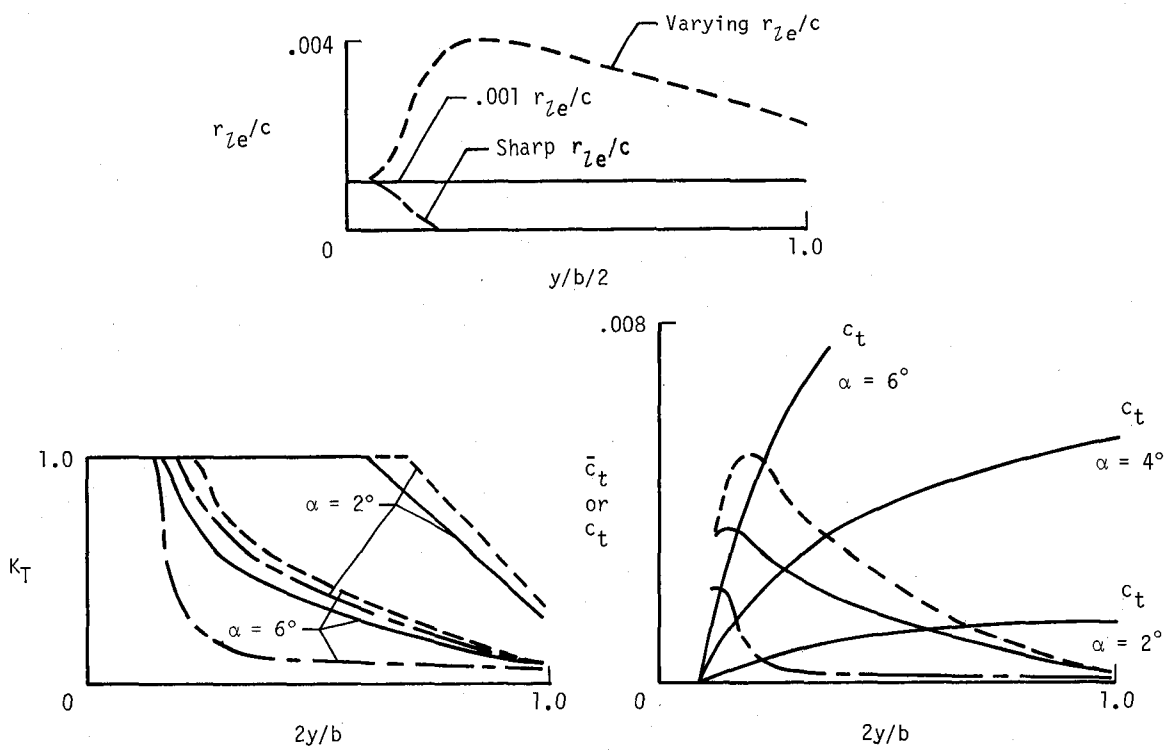 Varying r_le/c
.004
.001 r_le/c
r_le/c
Sharp r_le/c
0
1.0
y/b/2
1.0
α = 2°
K_T
α = 6°
0
1.0
2y/b
.008
c_t
α = 6°
c_t
α = 4°
c̄_t
or
c_t
c_t
α = 2°
0
1.0
2y/b